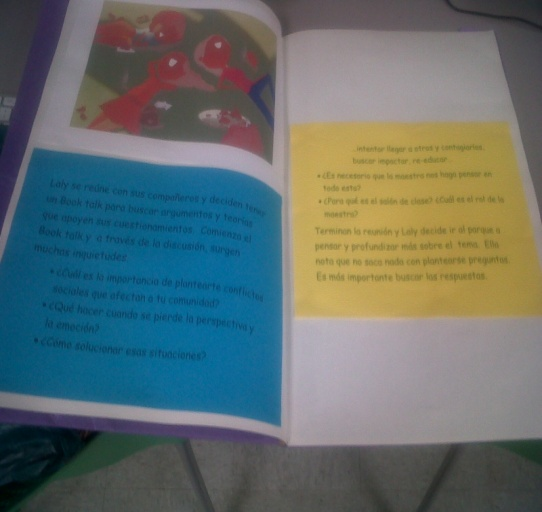 Laly se reúne con sus compañeros y deciden tener
un Book talk para buscar argumentos y teorías
que apoyen sus cuestionamientos. Comienza el
Book talk y a través de la discusión, surgen
muchas inquietudes:
• ¿Cuál es la importancia de plantearte conflictos
sociales que afectan a tu comunidad?
• ¿Qué hacer cuando se pierde la perspectiva y
la emoción?
• ¿Cómo solucionar esas situaciones?
...intentar llegar a otros y contagiarlos,
buscar impactar, re-educar...
• ¿Es necesario que la maestra nos haga pensar en
todo esto?
• ¿Para qué es el salón de clase? ¿Cuál es el rol de la
maestra?
Terminan la reunión y Laly decide ir al parque a
pensar y profundizar más sobre el tema. Ella
nota que no saca nada con plantearse preguntas.
Es más importante buscar las respuestas.